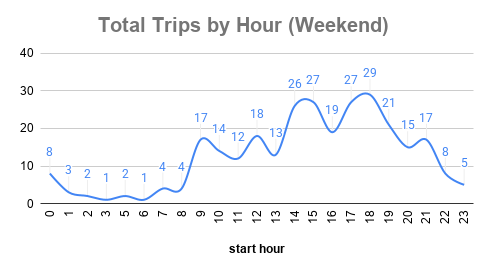 Total Trips by Hour (Weekend)
40
30
20
10
0
8 3 2 1 2 1 4 4 17 14 12 18 13 26 27 19 27 29 21 15 17 8 5
0 1 2 3 5 6 7 8 9 10 11 12 13 14 15 16 17 18 19 20 21 22 23
start hour